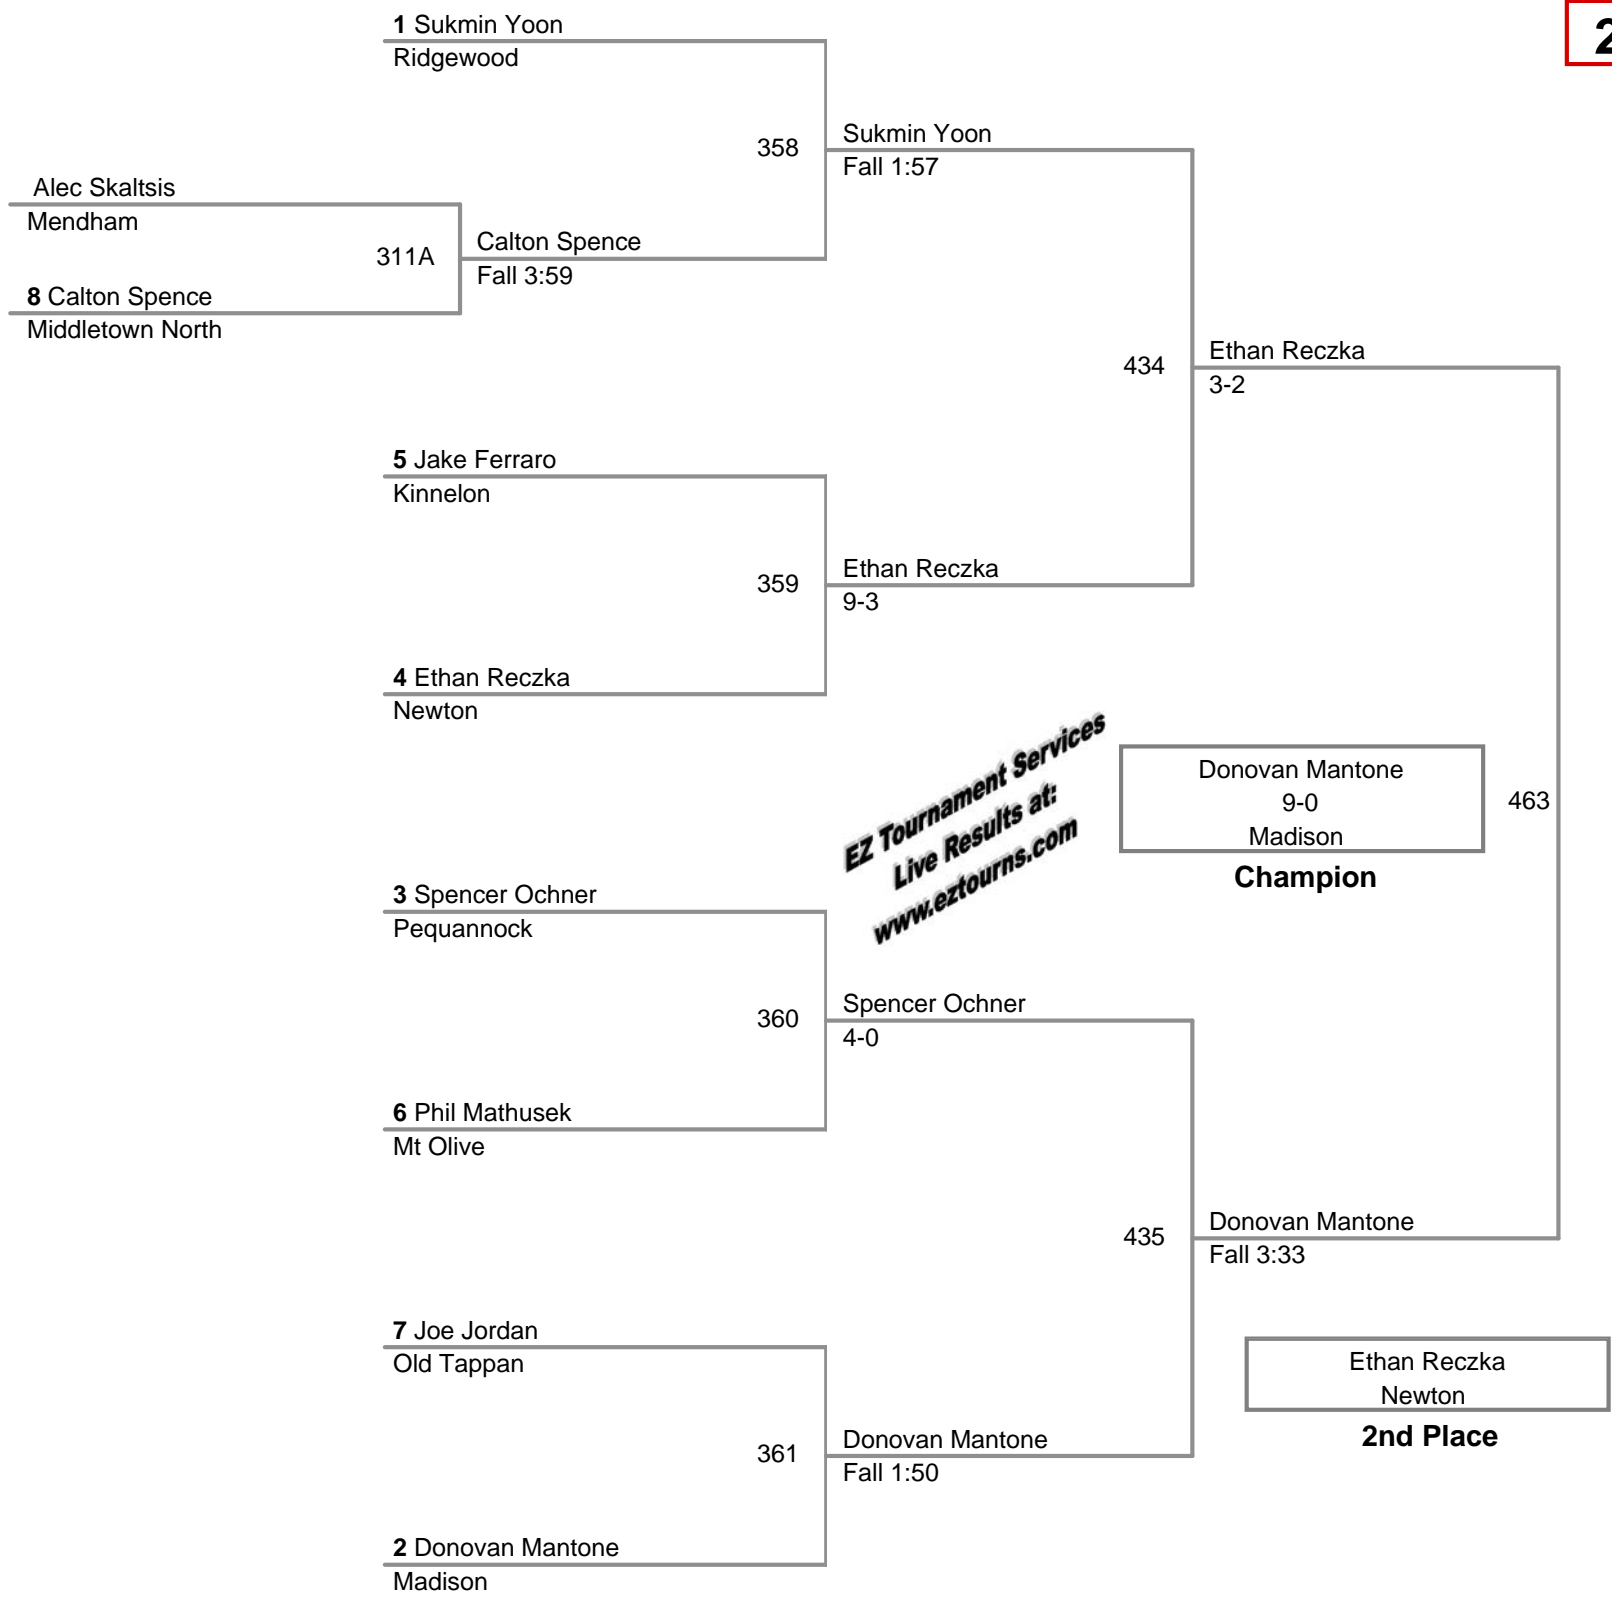 1 Sukmin Yoon
Ridgewood
2
358
Sukmin Yoon
Fall 1:57
Alec Skaltsis
Mendham
311A
Calton Spence
Fall 3:59
8 Calton Spence
Middletown North
434
Ethan Reczka
3-2
5 Jake Ferraro
Kinnelon
359
Ethan Reczka
9-3
4 Ethan Reczka
Newton
EZ Tournament Services
Live Results at:
www.eztourns.com
Donovan Mantone
9-0
Madison
463
Champion
3 Spencer Ochner
Pequannock
360
Spencer Ochner
4-0
6 Phil Mathusek
Mt Olive
435
Donovan Mantone
Fall 3:33
7 Joe Jordan
Old Tappan
Ethan Reczka
Newton
2nd Place
361
Donovan Mantone
Fall 1:50
2 Donovan Mantone
Madison